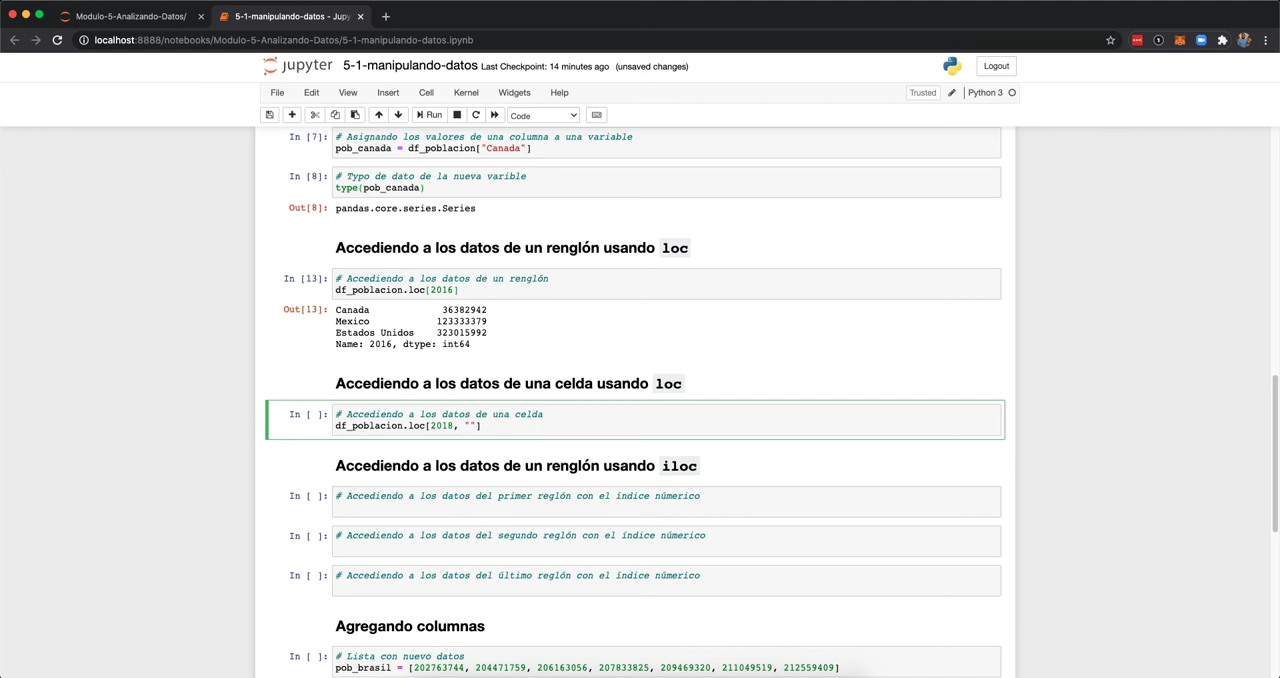 Modulo-5-Analizando-Datos/
5-1-manipulando-datos - Jupy
localhost:8888/notebooks/Modulo-5-Analizando-Datos/5-1-manipulando-datos.ipynb
jupyter 5-1-manipulando-datos Last Checkpoint: 14 minutes ago (unsaved changes)
Logout
File Edit View Insert Cell Kernel Widgets Help
Trusted Python 3
Run Code
In [7]: # Asignando los valores de una columna a una variable
pob_canada = df_poblacion["Canada"]
In [8]: # Typo de dato de la nueva varible
type(pob_canada)
Out[8]: pandas.core.series.Series
Accediendo a los datos de un renglón usando loc
In [13]: # Accediendo a los datos de un renglón
df_poblacion.loc[2016]
Out[13]: Canada 36382942
Mexico 123333379
Estados Unidos 323015992
Name: 2016, dtype: int64
Accediendo a los datos de una celda usando loc
In [ ]: # Accediendo a los datos de una celda
df_poblacion.loc[2018, ""]
Accediendo a los datos de un renglón usando iloc
In [ ]: # Accediendo a los datos del primer reglón con el índice númerico
In [ ]: # Accediendo a los datos del segundo reglón con el índice númerico
In [ ]: # Accediendo a los datos del último reglón con el índice númerico
Agregando columnas
In [ ]: # Lista con nuevo datos
pob_brasil = [202763744, 204471759, 206163056, 207833825, 209469320, 211049519, 212559409]